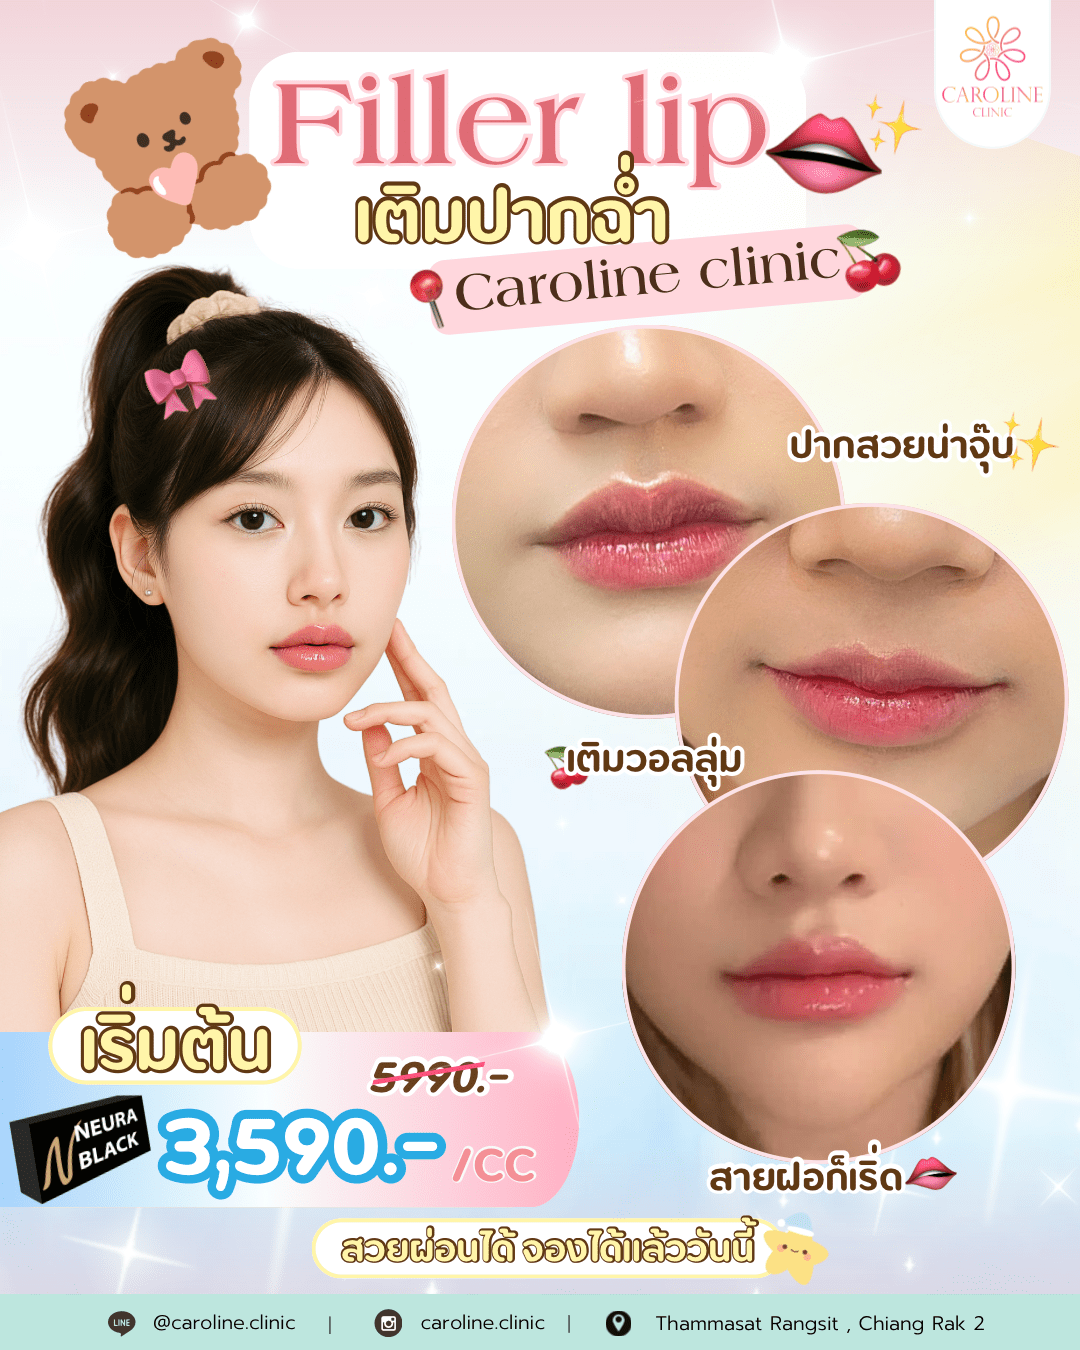 Filler lip
CAROLINE
CLINIC
เติมปากฉ่ำ
Caroline clinic
ปากสวยน่าจุ๊บ
เติมวอลลุ่ม
เริ่มต้น
5990.-
NEURA
BLACK
3,590.- /CC
สายฝอก็เริ่ด
สวยผ่อนได้ จองได้แล้ววันนี้
LINE @caroline.clinic | caroline.clinic | Thammasat Rangsit , Chiang Rak 2